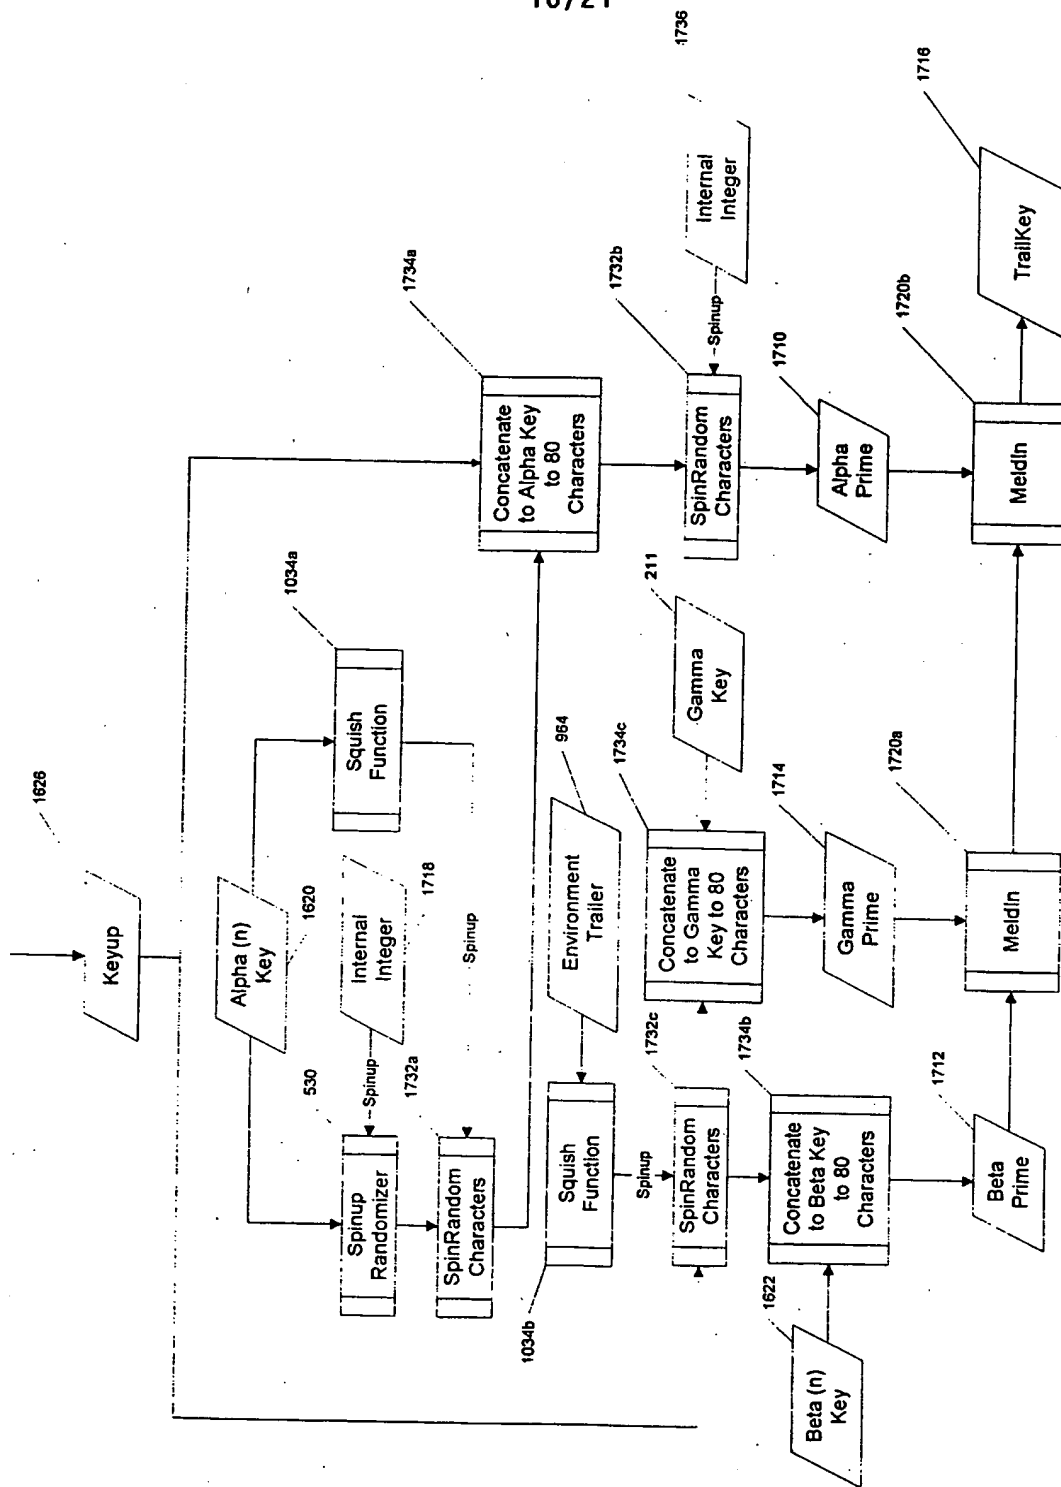 1626
Keyup
1736
Alpha (n)
Key
1620
Squish
Function
1034a
Internal
Integer
1718
Spinup
530
Spinup
Randomizer
Spinup
1732a
SpinRandom
Characters
Concatenate
to Alpha Key
to 80
Characters
1734a
Internal
Integer
Spinup
1732b
SpinRandom
Characters
1710
Alpha
Prime
1716
TrailKey
1720b
MeldIn
Environment
Trailer
964
Squish
Function
1034b
Spinup
1732c
SpinRandom
Characters
1734c
Concatenate
to Gamma
Key to 80
Characters
211
Gamma
Key
1714
Gamma
Prime
1720a
MeldIn
1734b
Concatenate
to Beta Key
to 80
Characters
1622
Beta (n)
Key
1712
Beta
Prime